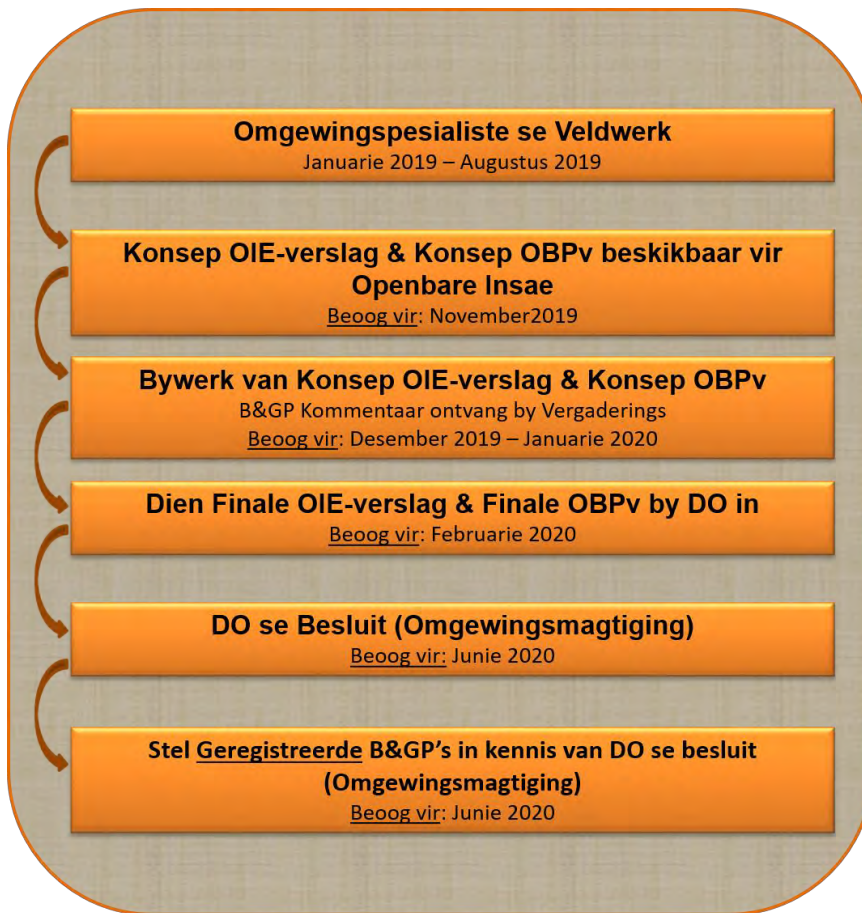 Omgewingspesialiste se Veldwerk
Januarie 2019 – Augustus 2019
Konsep OIE-verslag & Konsep OBPv beskikbaar vir
Openbare Insae
Beoog vir: November2019
Bywerk van Konsep OIE-verslag & Konsep OBPv
B&GP Kommentaar ontvang by Vergaderings
Beoog vir: Desember 2019 – Januarie 2020
Dien Finale OIE-verslag & Finale OBPv by DO in
Beoog vir: Februarie 2020
DO se Besluit (Omgewingsmagtiging)
Beoog vir: Junie 2020
Stel Geregistreerde B&GP’s in kennis van DO se besluit
(Omgewingsmagtiging)
Beoog vir: Junie 2020